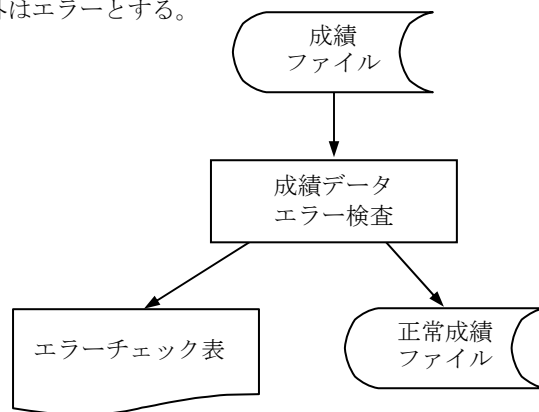 外はエラーとする。
成績
ファイル
成績データ
エラー検査
エラーチェック表
正常成績
ファイル